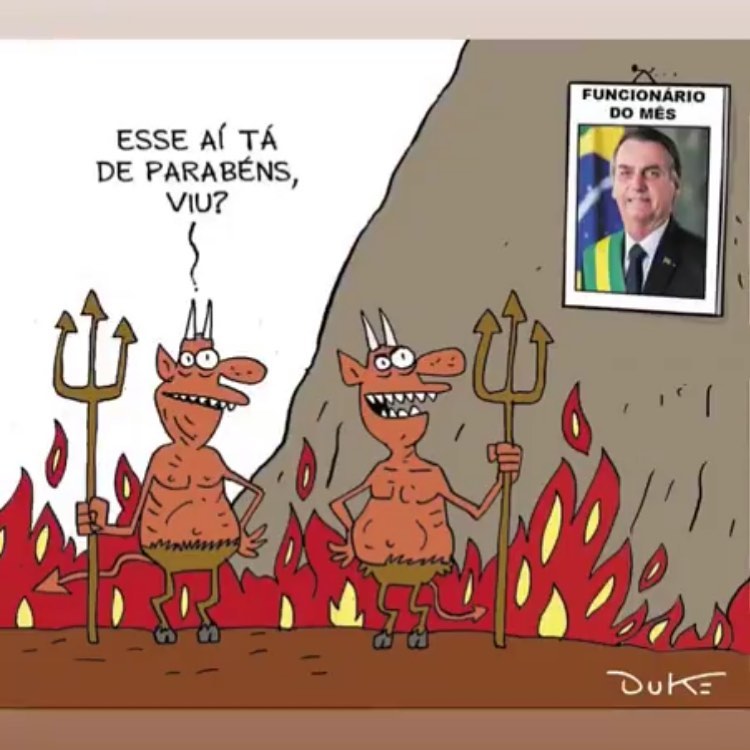 FUNCIONÁRIO
DO MÊS
ESSE AÍ TÁ
DE PARABÉNS,
VIU?
DUKE